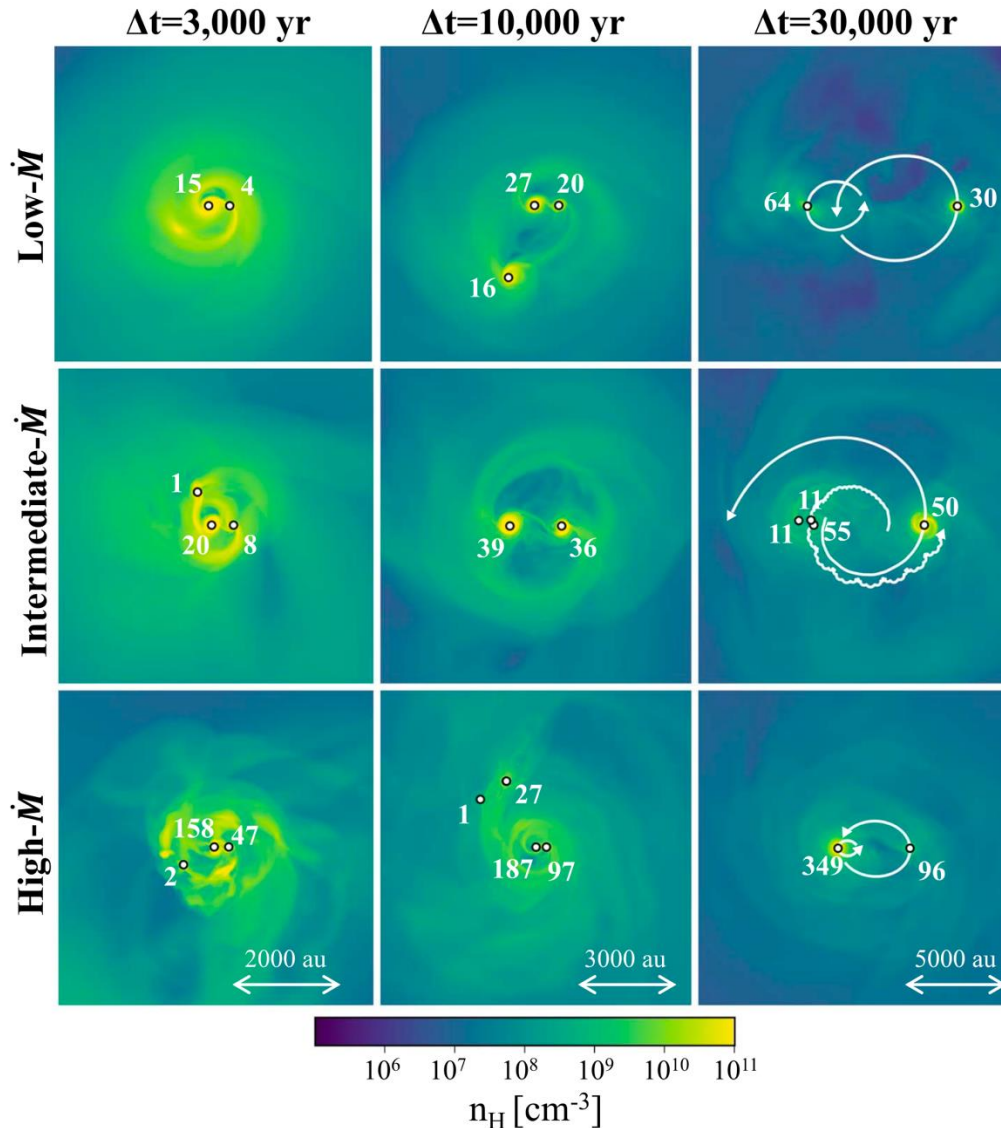 Δt=3,000 yr Δt=10,000 yr Δt=30,000 yr
Low-Ṁ
15 4
27 20
16
64 30
Intermediate-Ṁ
1
20 8
39 36
11
11 55
50
High-Ṁ
158 47
2
27
1
187 97
349 96
2000 au 3000 au 5000 au
10⁶ 10⁷ 10⁸ 10⁹ 10¹⁰ 10¹¹
n_H [cm⁻³]